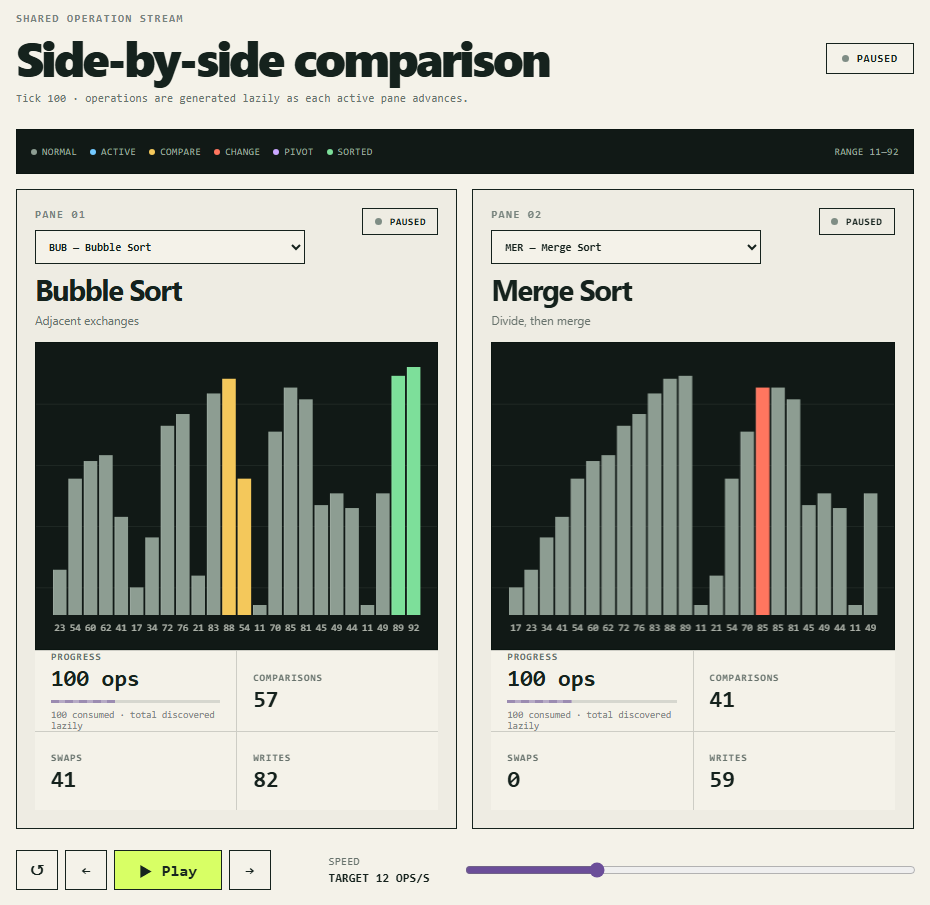 SHARED OPERATION STREAM
Side-by-side comparison
PAUSED
Tick 100 · operations are generated lazily as each active pane advances.
NORMAL ACTIVE COMPARE CHANGE PIVOT SORTED
RANGE 11–92
PANE 01
PAUSED
BUB — Bubble Sort
Bubble Sort
Adjacent exchanges
23 54 60 62 41 17 34 72 76 21 83 88 54 11 70 85 81 45 49 44 11 49 89 92
PROGRESS
100 ops
100 consumed · total discovered
lazily
COMPARISONS
57
SWAPS
41
WRITES
82
PANE 02
PAUSED
MER — Merge Sort
Merge Sort
Divide, then merge
17 23 34 41 54 60 62 72 76 83 88 89 11 21 54 70 85 85 81 45 49 44 11 49
PROGRESS
100 ops
100 consumed · total discovered
lazily
COMPARISONS
41
SWAPS
0
WRITES
59
↺ ← ▶ Play →
SPEED
TARGET 12 OPS/S